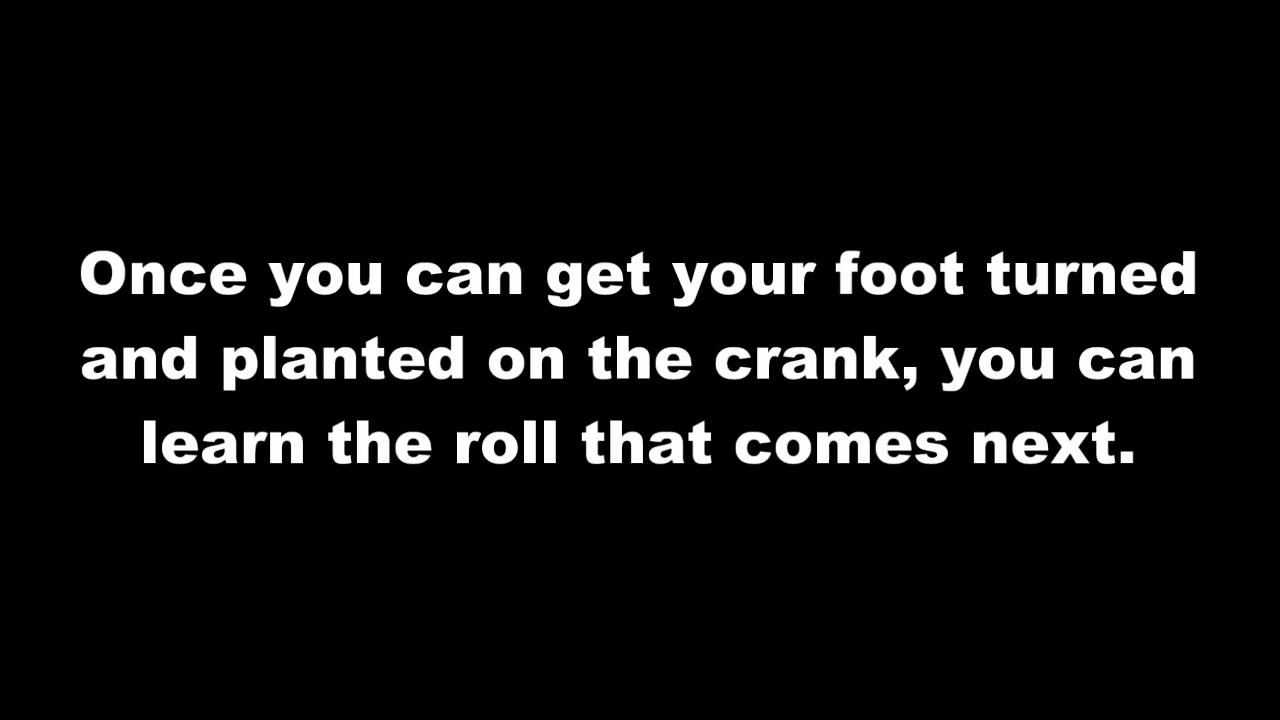 Once you can get your foot turned
and planted on the crank, you can
learn the roll that comes next.